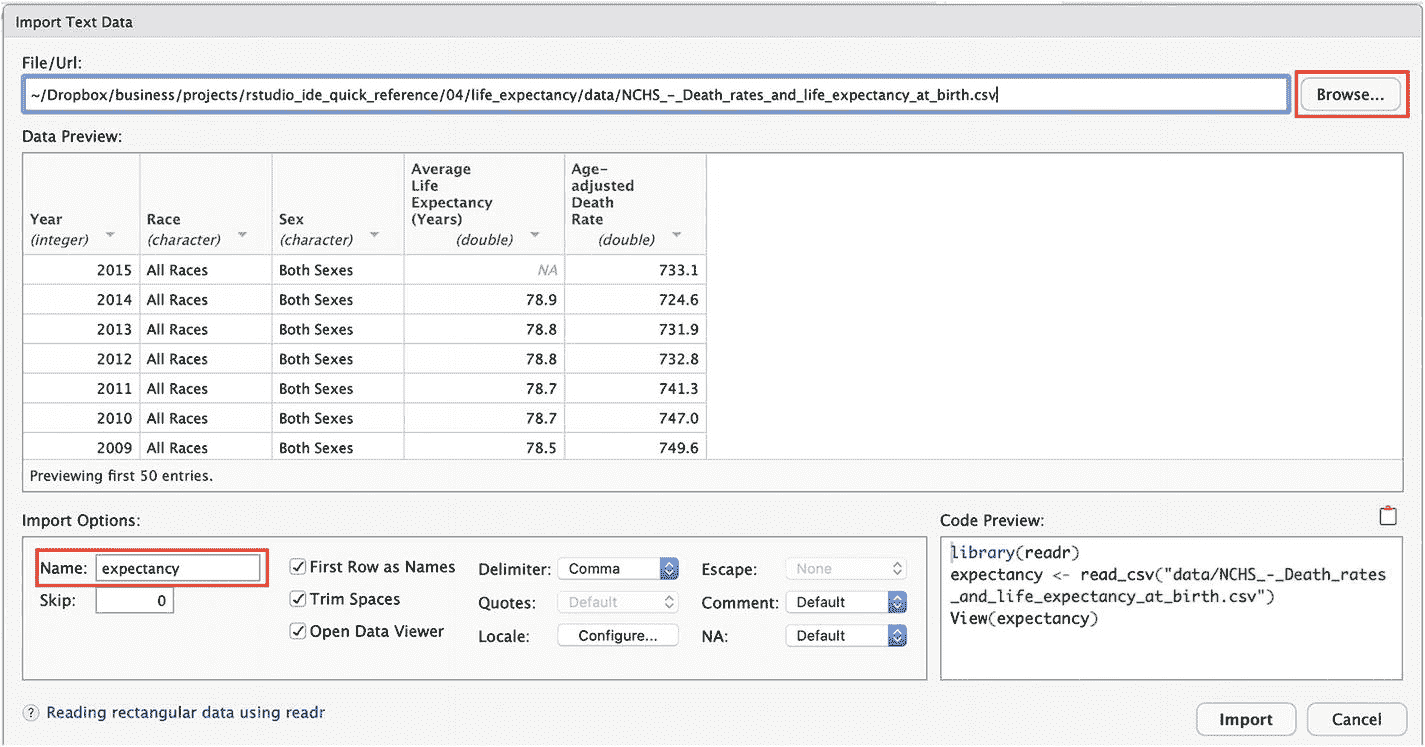 Import Text Data
File/Url:
~/Dropbox/business/projects/rstudio_ide_quick_reference/04/life_expectancy/data/NCHS_-_Death_rates_and_life_expectancy_at_birth.csv
Browse...
Data Preview:
Year
(integer)
Race
(character)
Sex
(character)
Average
Life
Expectancy
(Years)
(double)
Age-
adjusted
Death
Rate
(double)
2015 All Races Both Sexes NA 733.1
2014 All Races Both Sexes 78.9 724.6
2013 All Races Both Sexes 78.8 731.9
2012 All Races Both Sexes 78.8 732.8
2011 All Races Both Sexes 78.7 741.3
2010 All Races Both Sexes 78.7 747.0
2009 All Races Both Sexes 78.5 749.6
Previewing first 50 entries.
Import Options:
Name: expectancy
Skip: 0
First Row as Names
Trim Spaces
Open Data Viewer
Delimiter: Comma
Quotes: Default
Locale: Configure...
Escape: None
Comment: Default
NA: Default
Code Preview:
library(readr)
expectancy <- read_csv("data/NCHS_-_Death_rates
_and_life_expectancy_at_birth.csv")
View(expectancy)
? Reading rectangular data using readr
Import
Cancel